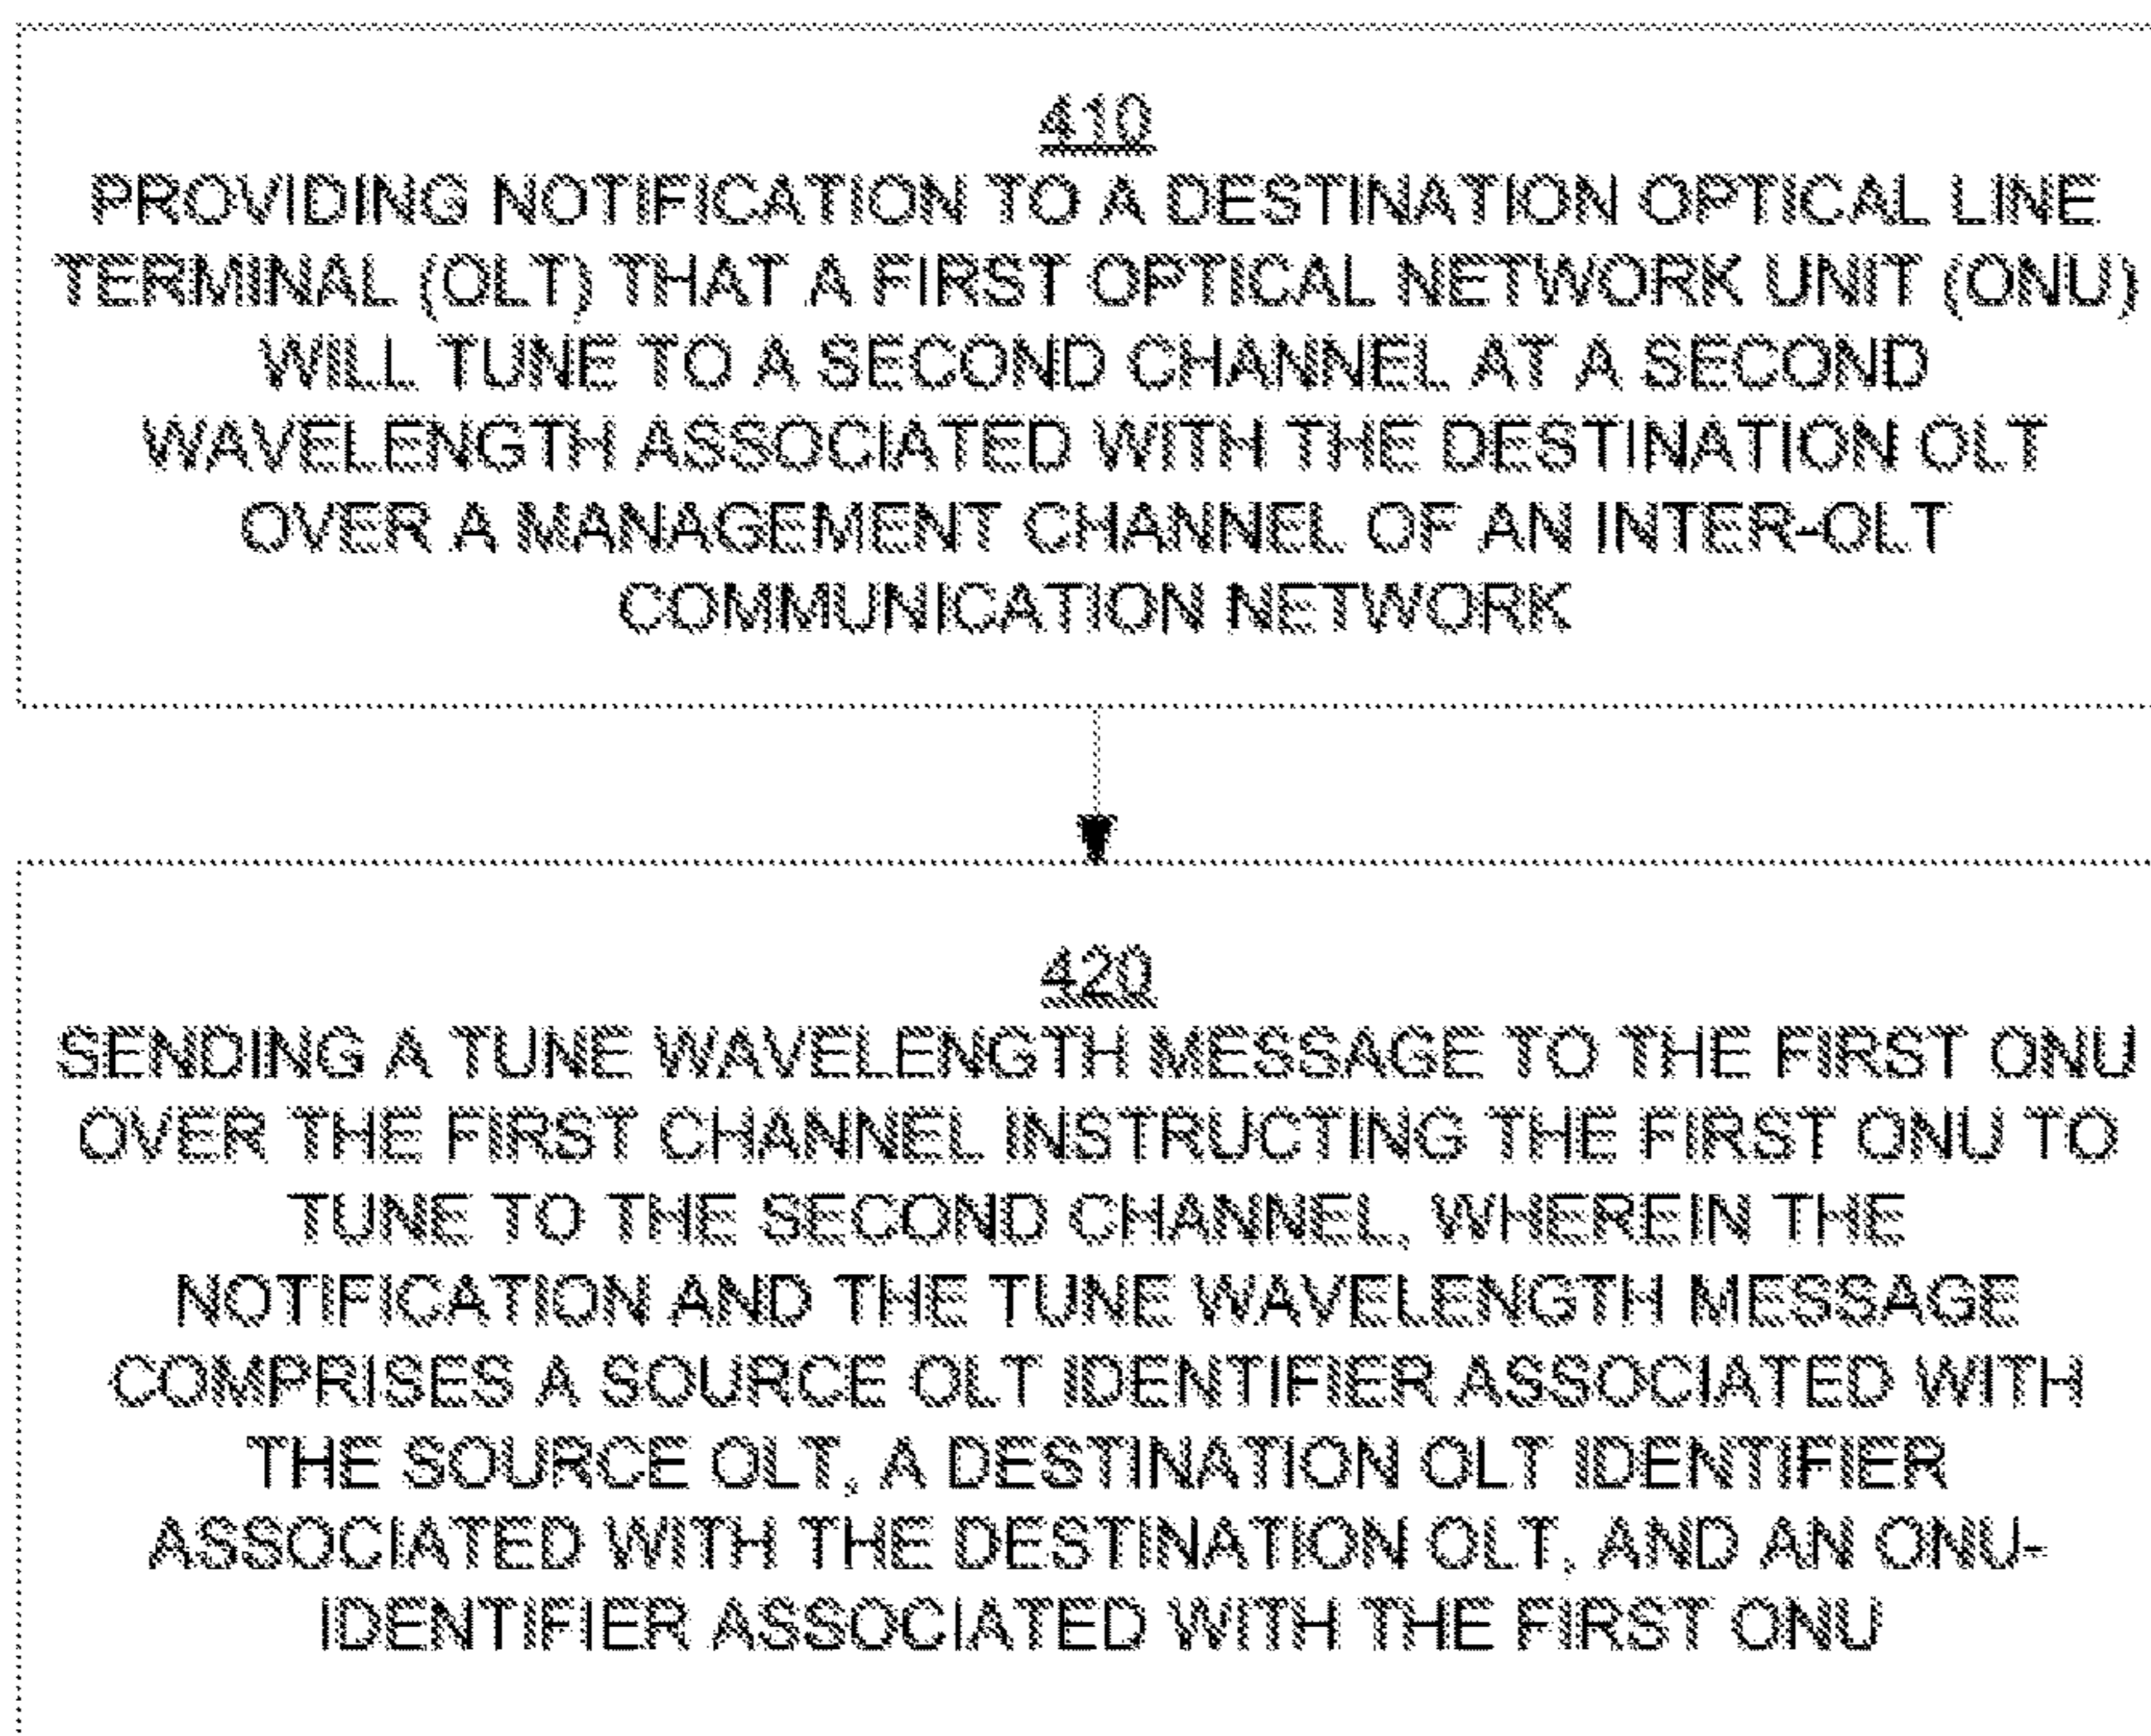 410
PROVIDING NOTIFICATION TO A DESTINATION OPTICAL LINE
TERMINAL (OLT) THAT A FIRST OPTICAL NETWORK UNIT (ONU)
WILL TUNE TO A SECOND CHANNEL AT A SECOND
WAVELENGTH ASSOCIATED WITH THE DESTINATION OLT
OVER A MANAGEMENT CHANNEL OF AN INTER-OLT
COMMUNICATION NETWORK
420
SENDING A TUNE WAVELENGTH MESSAGE TO THE FIRST ONU
OVER THE FIRST CHANNEL INSTRUCTING THE FIRST ONU TO
TUNE TO THE SECOND CHANNEL, WHEREIN THE
NOTIFICATION AND THE TUNE WAVELENGTH MESSAGE
COMPRISES A SOURCE OLT IDENTIFIER ASSOCIATED WITH
THE SOURCE OLT, A DESTINATION OLT IDENTIFIER
ASSOCIATED WITH THE DESTINATION OLT, AND AN ONU-
IDENTIFIER ASSOCIATED WITH THE FIRST ONU